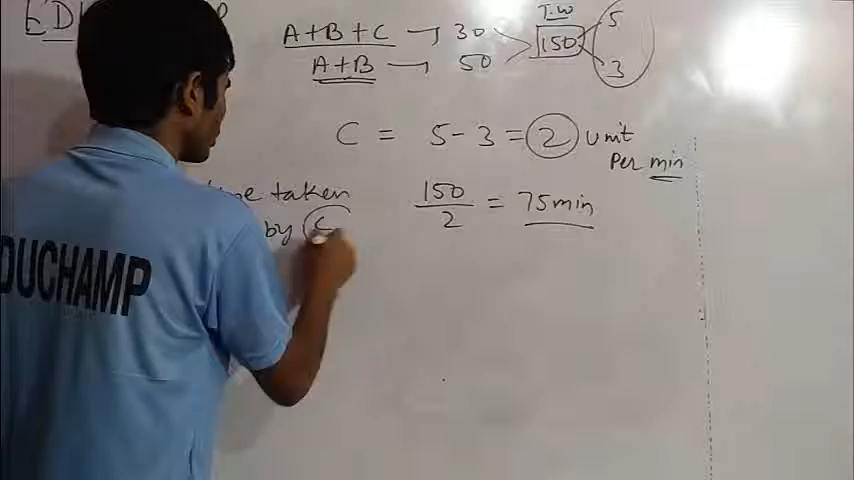 A+B+C → 30
T.W
150
5
A+B → 50
3
C = 5-3 = 2 unit
Per min
taken
150/2 = 75min
by C
DUCHAMP